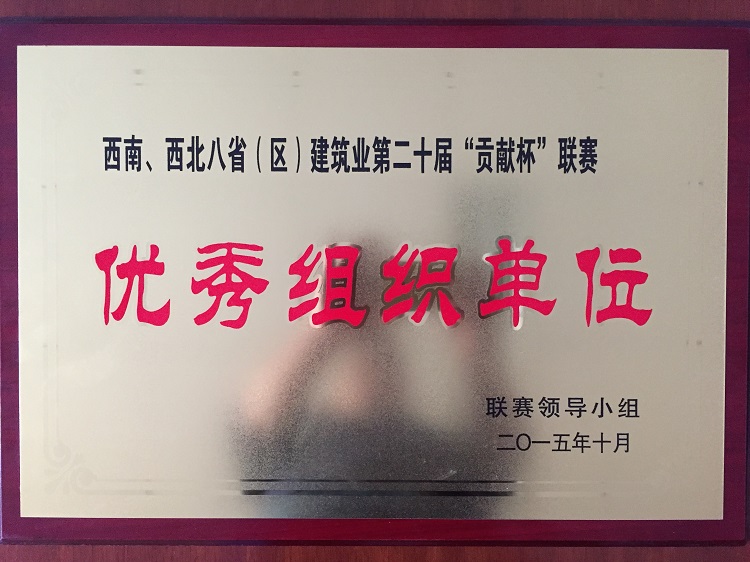 西南、西北八省（区）建筑业第二十届“贡献杯”联赛
优秀组织单位
联赛领导小组
二〇一五年十月